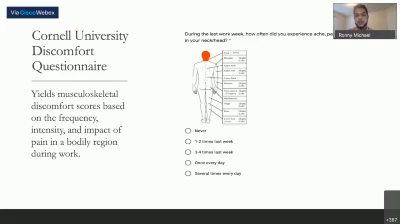 Via Cisco Webex
Cornell University
Discomfort
Questionnaire
Yields musculoskeletal
discomfort scores based
on the frequency,
intensity, and impact of
pain in a bodily region
during work.
During the last work week, how often did you experience ache, pa
in your neck/head? *
Never
1-2 times last week
3-4 times last week
Once every day
Several times every day
Ronny Michael
+367